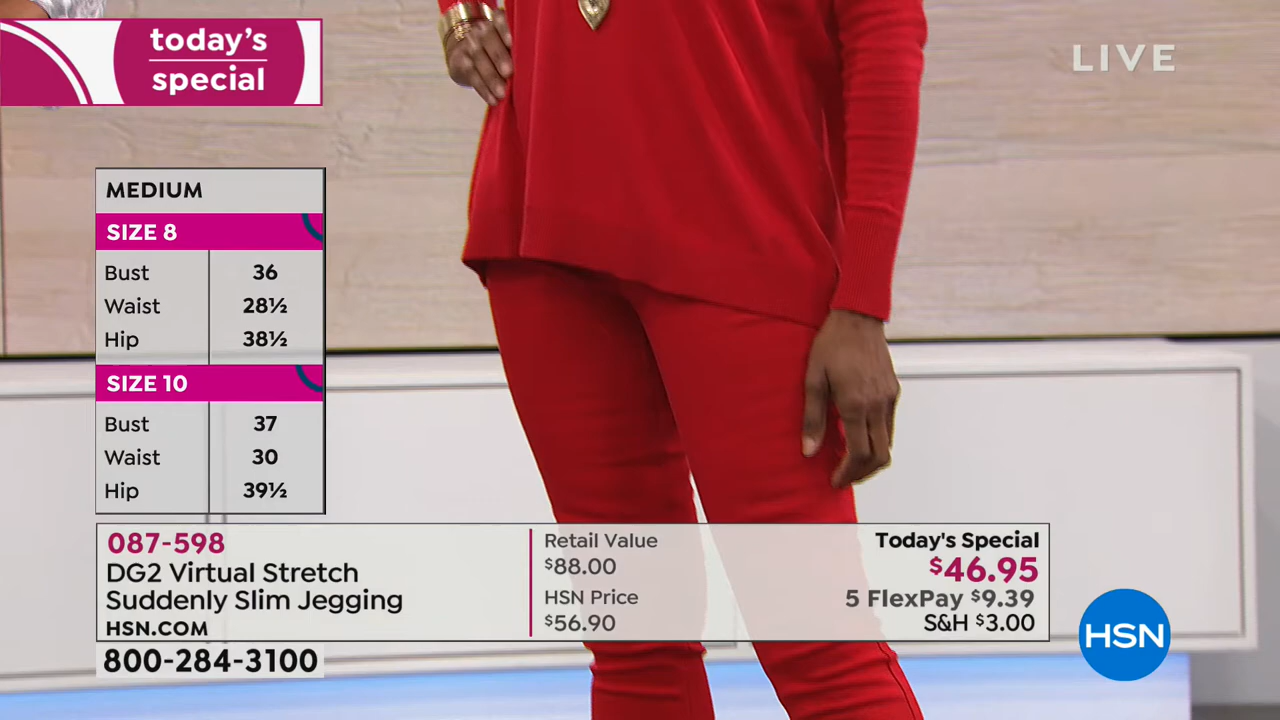 today's
special
LIVE
MEDIUM
SIZE 8
Bust 36
Waist 28½
Hip 38½
SIZE 10
Bust 37
Waist 30
Hip 39½
087-598
DG2 Virtual Stretch
Suddenly Slim Jegging
HSN.COM
800-284-3100
Retail Value
$88.00
HSN Price
$56.90
Today's Special
$46.95
5 FlexPay $9.39
S&H $3.00
HSN